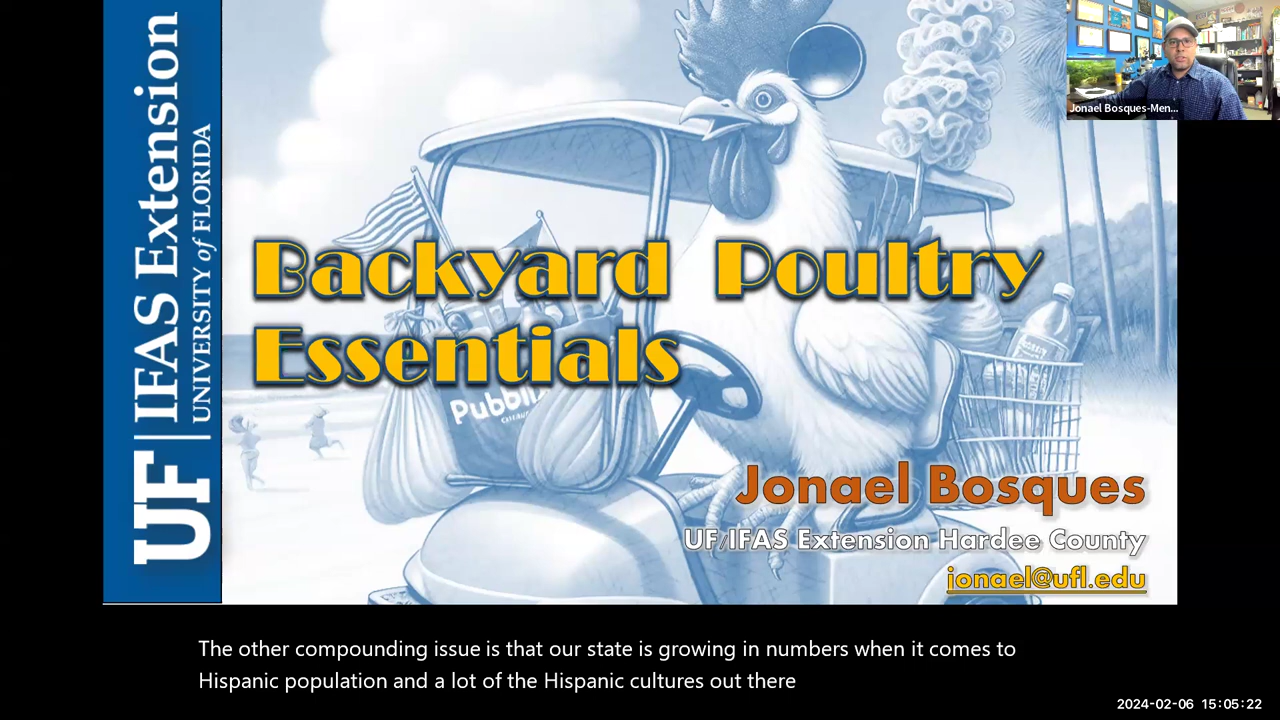 UF | IFAS Extension
UNIVERSITY of FLORIDA
Jonael Bosques-Men...
Backyard Poultry
Essentials
Pubbli
Jonael Bosques
UF/IFAS Extension Hardee County
jonael@ufl.edu
The other compounding issue is that our state is growing in numbers when it comes to
Hispanic population and a lot of the Hispanic cultures out there
2024-02-06 15:05:22